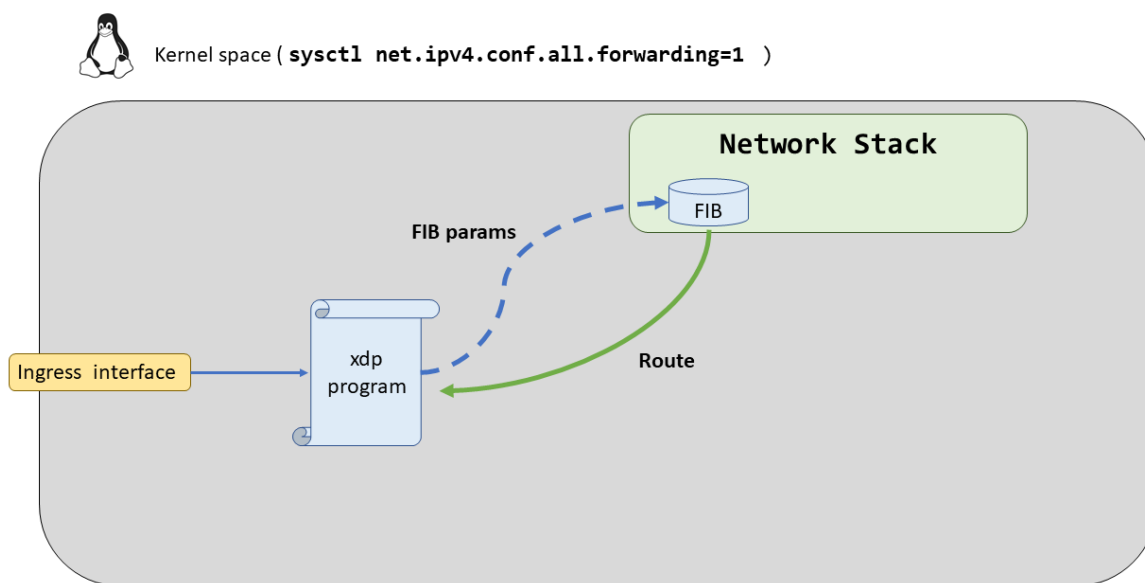 Kernel space ( sysctl net.ipv4.conf.all.forwarding=1 )
Network Stack
FIB
FIB params
xdp
program
Ingress interface
Route